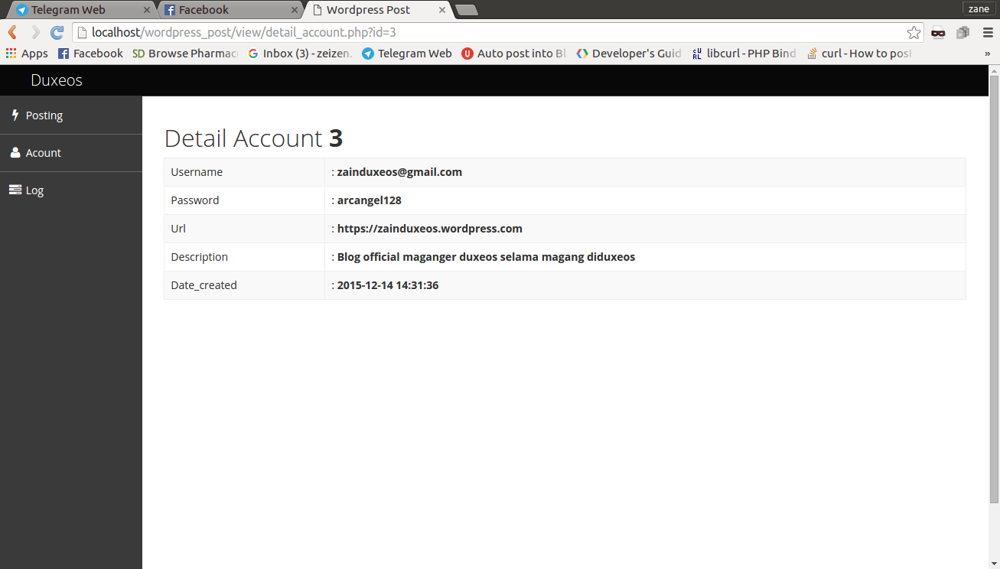 Telegram Web
Facebook
Wordpress Post
zane
localhost/wordpress_post/view/detail_account.php?id=3
Apps Facebook SD Browse Pharmac Inbox (3) - zeizen. Telegram Web Auto post into Bl Developer's Guid libcurl - PHP Bind curl - How to post »
Duxeos
Posting
Acount
Log
Detail Account 3
Username : zainduxeos@gmail.com
Password : arcangel128
Url : https://zainduxeos.wordpress.com
Description : Blog official maganger duxeos selama magang diduxeos
Date_created : 2015-12-14 14:31:36